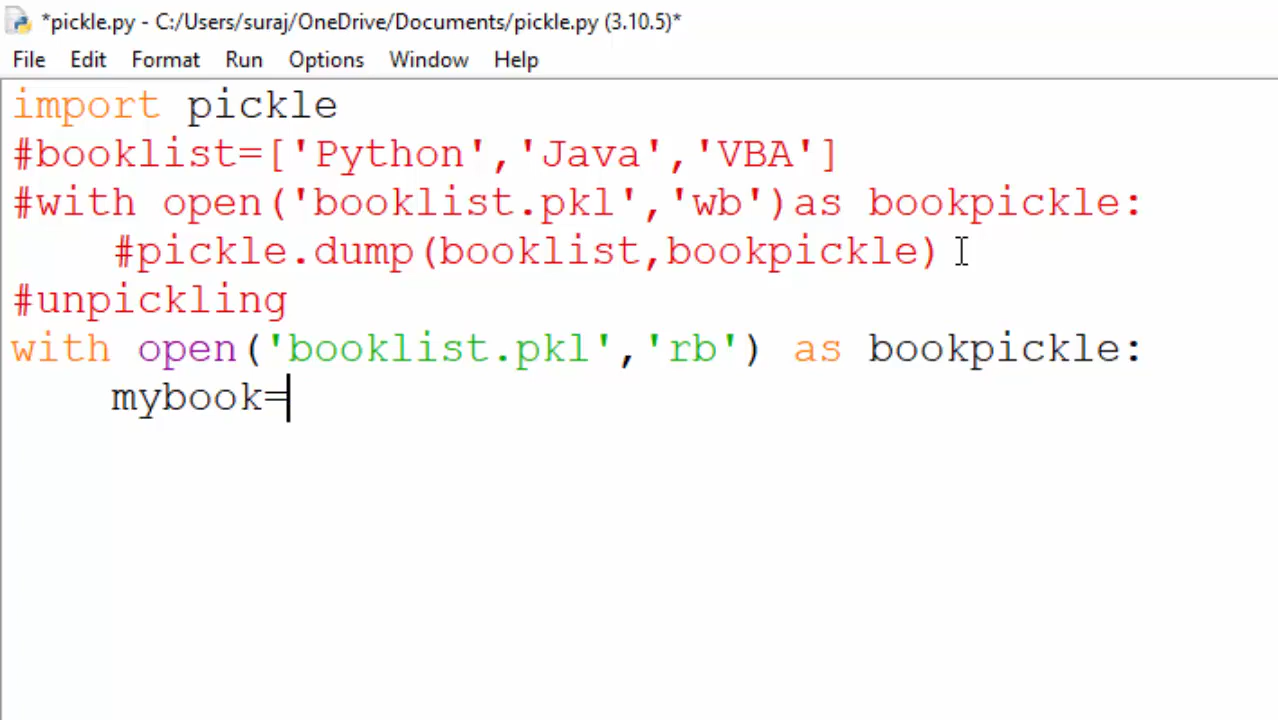 *pickle.py - C:/Users/suraj/OneDrive/Documents/pickle.py (3.10.5)*
File Edit Format Run Options Window Help
import pickle
#booklist=['Python','Java','VBA']
#with open('booklist.pkl','wb')as bookpickle:
    #pickle.dump(booklist,bookpickle)
#unpickling
with open('booklist.pkl','rb') as bookpickle:
    mybook=